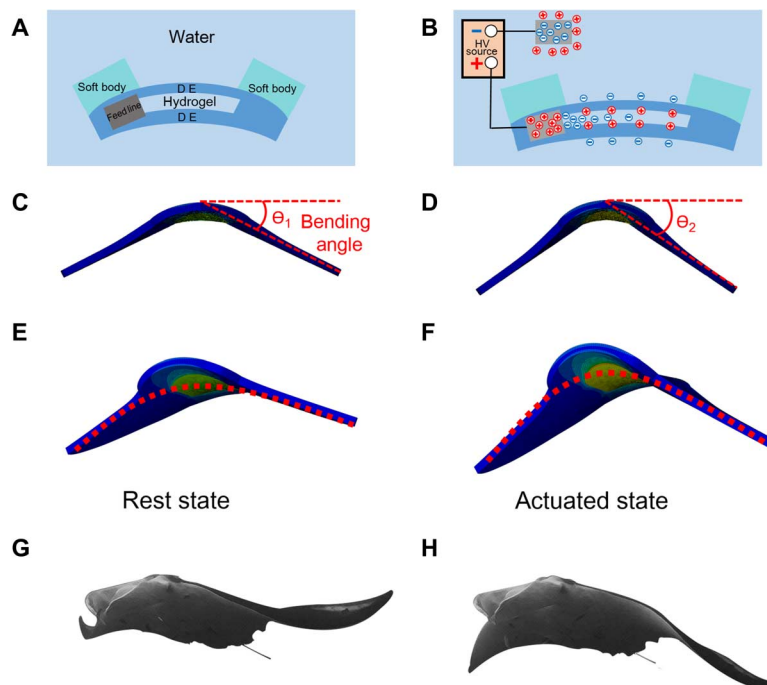 A
Water
Soft body
D E
Soft body
Feed line
Hydrogel
D E
B
−
HV
source
+
C
Θ1
Bending
angle
D
Θ2
E
F
Rest state
Actuated state
G
H